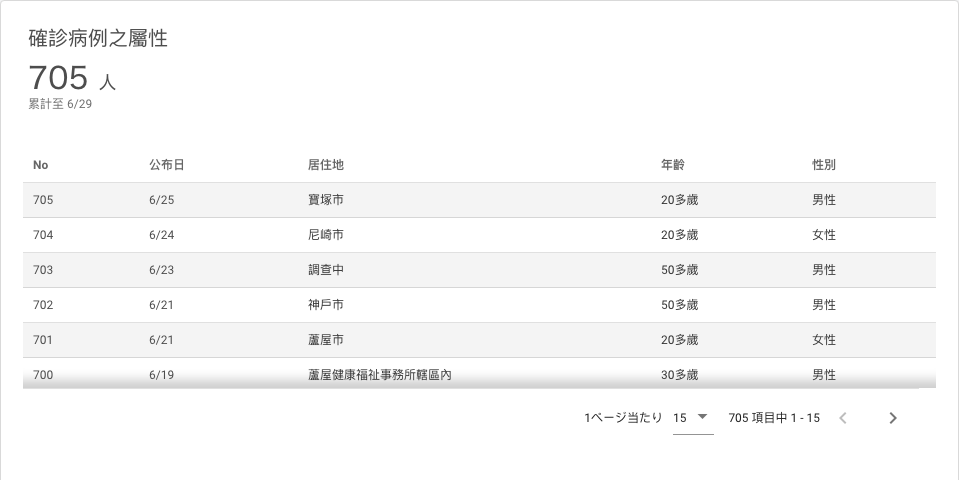 確診病例之屬性
705 人
累計至 6/29
No 公布日 居住地 年齡 性別
705 6/25 寶塚市 20多歲 男性
704 6/24 尼崎市 20多歲 女性
703 6/23 調查中 50多歲 男性
702 6/21 神戶市 50多歲 男性
701 6/21 蘆屋市 20多歲 女性
700 6/19 蘆屋健康福祉事務所轄區內 30多歲 男性
1ページ当たり 15 705 項目中 1 - 15